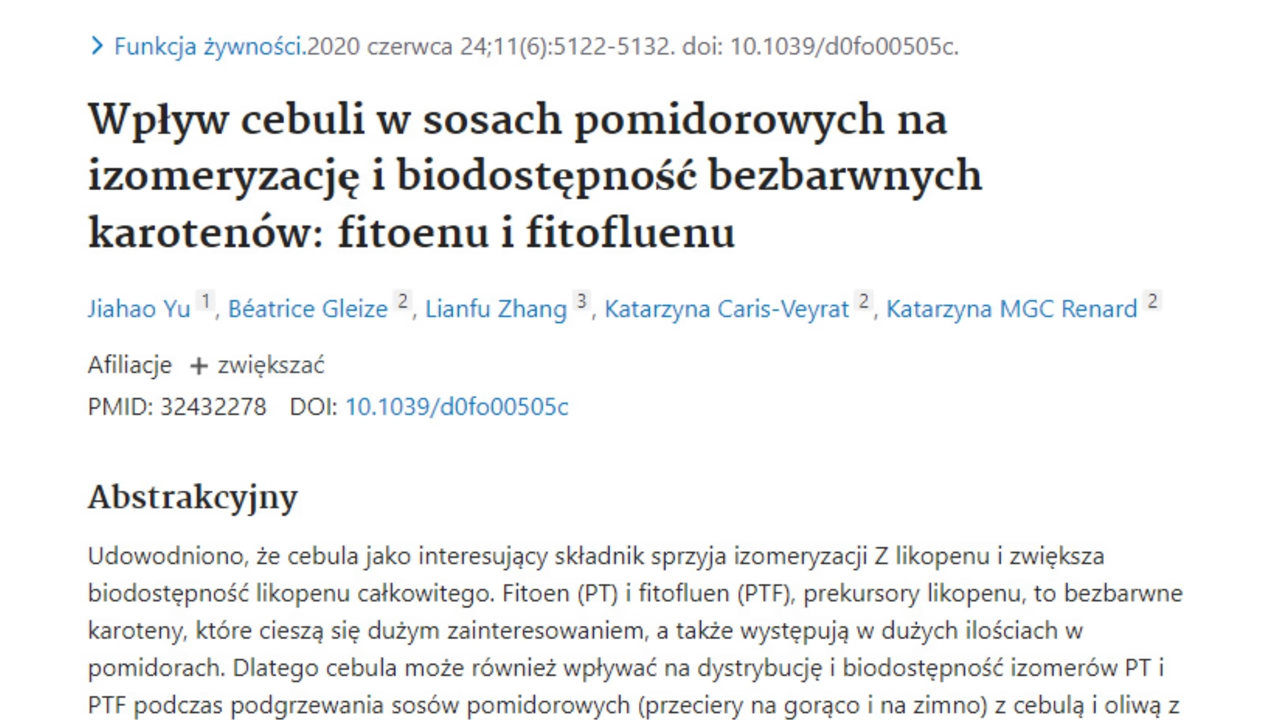 > Funkcja żywności.2020 czerwca 24;11(6):5122-5132. doi: 10.1039/d0fo00505c.
Wpływ cebuli w sosach pomidorowych na
izomeryzację i biodostępność bezbarwnych
karotenów: fitoenu i fitofluenu
Jiahao Yu 1, Béatrice Gleize 2, Lianfu Zhang 3, Katarzyna Caris-Veyrat 2, Katarzyna MGC Renard 2
Afiliacje + zwiększać
PMID: 32432278 DOI: 10.1039/d0fo00505c
Abstrakcyjny
Udowodniono, że cebula jako interesujący składnik sprzyja izomeryzacji Z likopenu i zwiększa
biodostępność likopenu całkowitego. Fitoen (PT) i fitofluen (PTF), prekursory likopenu, to bezbarwne
karoteny, które cieszą się dużym zainteresowaniem, a także występują w dużych ilościach w
pomidorach. Dlatego cebula może również wpływać na dystrybucję i biodostępność izomerów PT i
PTF podczas podgrzewania sosów pomidorowych (przeciery na gorąco i na zimno) z cebulą i oliwą z